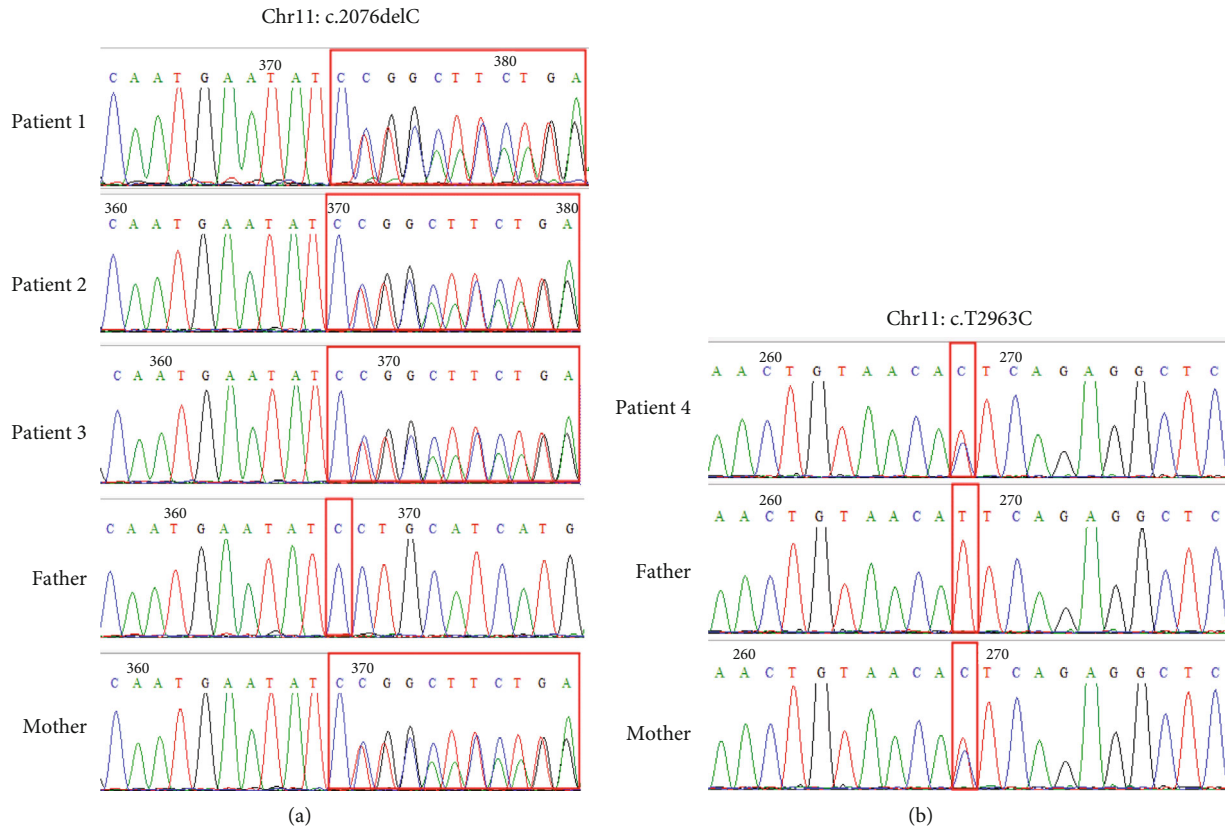 Chr11: c.2076delC
370 380
C A A T G A A T A T C C G G C T T C T G A
Patient 1
360 370 380
C A A T G A A T A T C C G G C T T C T G A
Patient 2
360 370
C A A T G A A T A T C C G G C T T C T G A
Patient 3
360 370
C A A T G A A T A T C C T G C A T C A T G
Father
360 370
C A A T G A A T A T C C G G C T T C T G A
Mother
(a)
Chr11: c.T2963C
260 270
A A C T G T A A C A C T C A G A G G C T C
Patient 4
260 270
A A C T G T A A C A T T C A G A G G C T C
Father
260 270
A A C T G T A A C A C T C A G A G G C T C
Mother
(b)